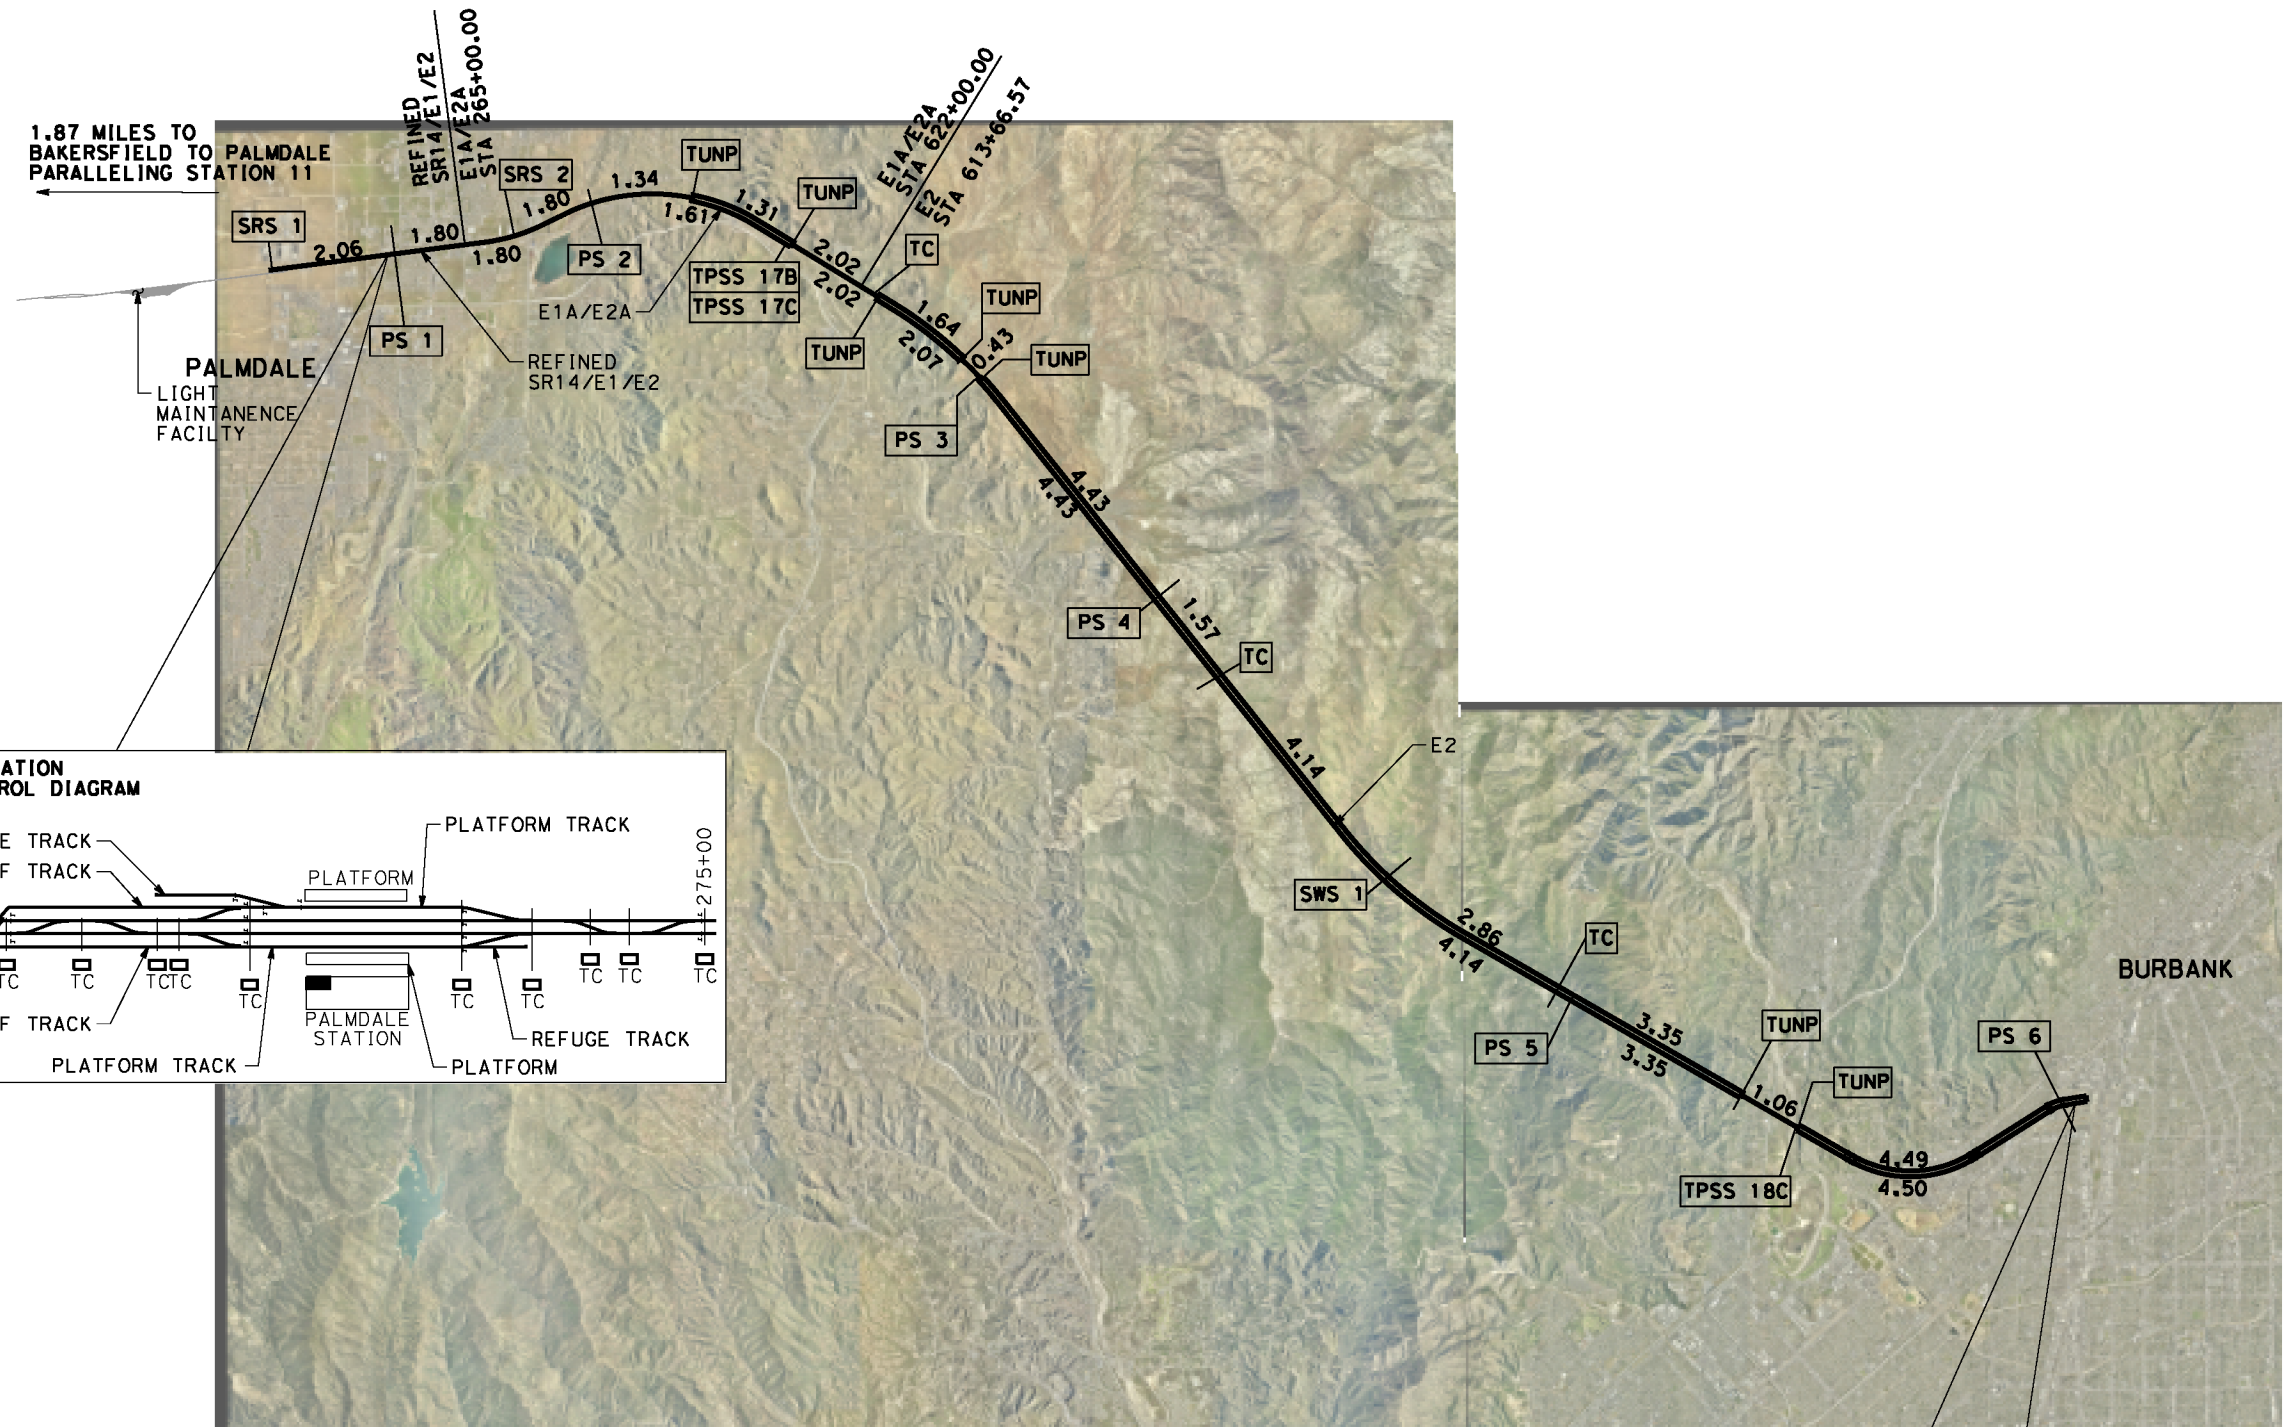 REFINED
SR14/E1/E2
E1A/E2A
STA 265+00.00
1.87 MILES TO
BAKERSFIELD TO PALMDALE
PARALLELING STATION 11
SRS 1
2.06
1.80
1.80
SRS 2
1.80
PS 2
1.34
TUNP
1.61
1.31
TUNP
E1A/E2A
STA 622+00.00
E2
STA 613+66.57
2.02
2.02
TPSS 17B
TPSS 17C
E1A/E2A
TC
TUNP
1.64
2.07
TUNP
0.43
TUNP
PS 1
REFINED
SR14/E1/E2
PALMDALE
LIGHT
MAINTANENCE
FACILTY
PS 3
4.43
4.43
PS 4
1.57
TC
4.14
E2
SWS 1
2.86
4.14
TC
PS 5
3.35
3.35
TUNP
1.06
TUNP
TPSS 18C
4.49
4.50
PS 6
BURBANK
ATION
ROL DIAGRAM
E TRACK
F TRACK
PLATFORM
PLATFORM TRACK
275+00
TC
TC
TC
TC
TC
TC
TC
TC
TC
TC
F TRACK
PALMDALE
STATION
REFUGE TRACK
PLATFORM TRACK
PLATFORM